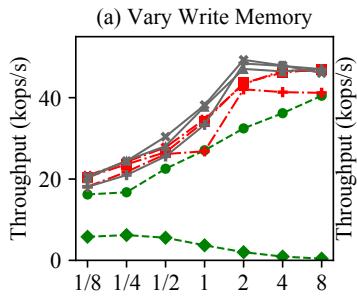 (a) Vary Write Memory
Throughput (kops/s)
40
20
0
1/8 1/4 1/2 1 2 4 8
Throughput (kops/s)